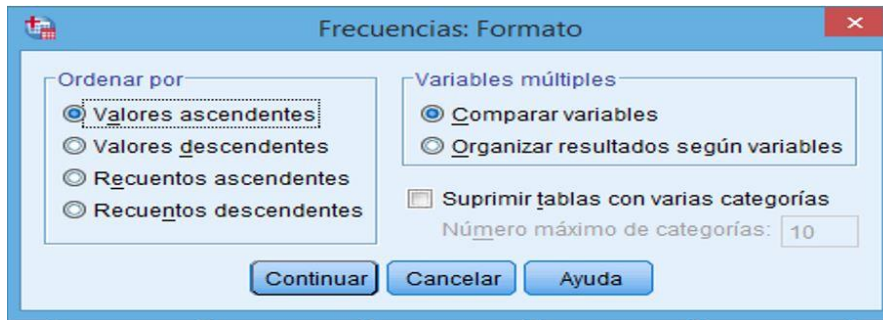 Frecuencias: Formato
Ordenar por
Valores ascendentes
Valores descendentes
Recuentos ascendentes
Recuentos descendentes
Variables múltiples
Comparar variables
Organizar resultados según variables
Suprimir tablas con varias categorías
Número máximo de categorías: 10
Continuar Cancelar Ayuda